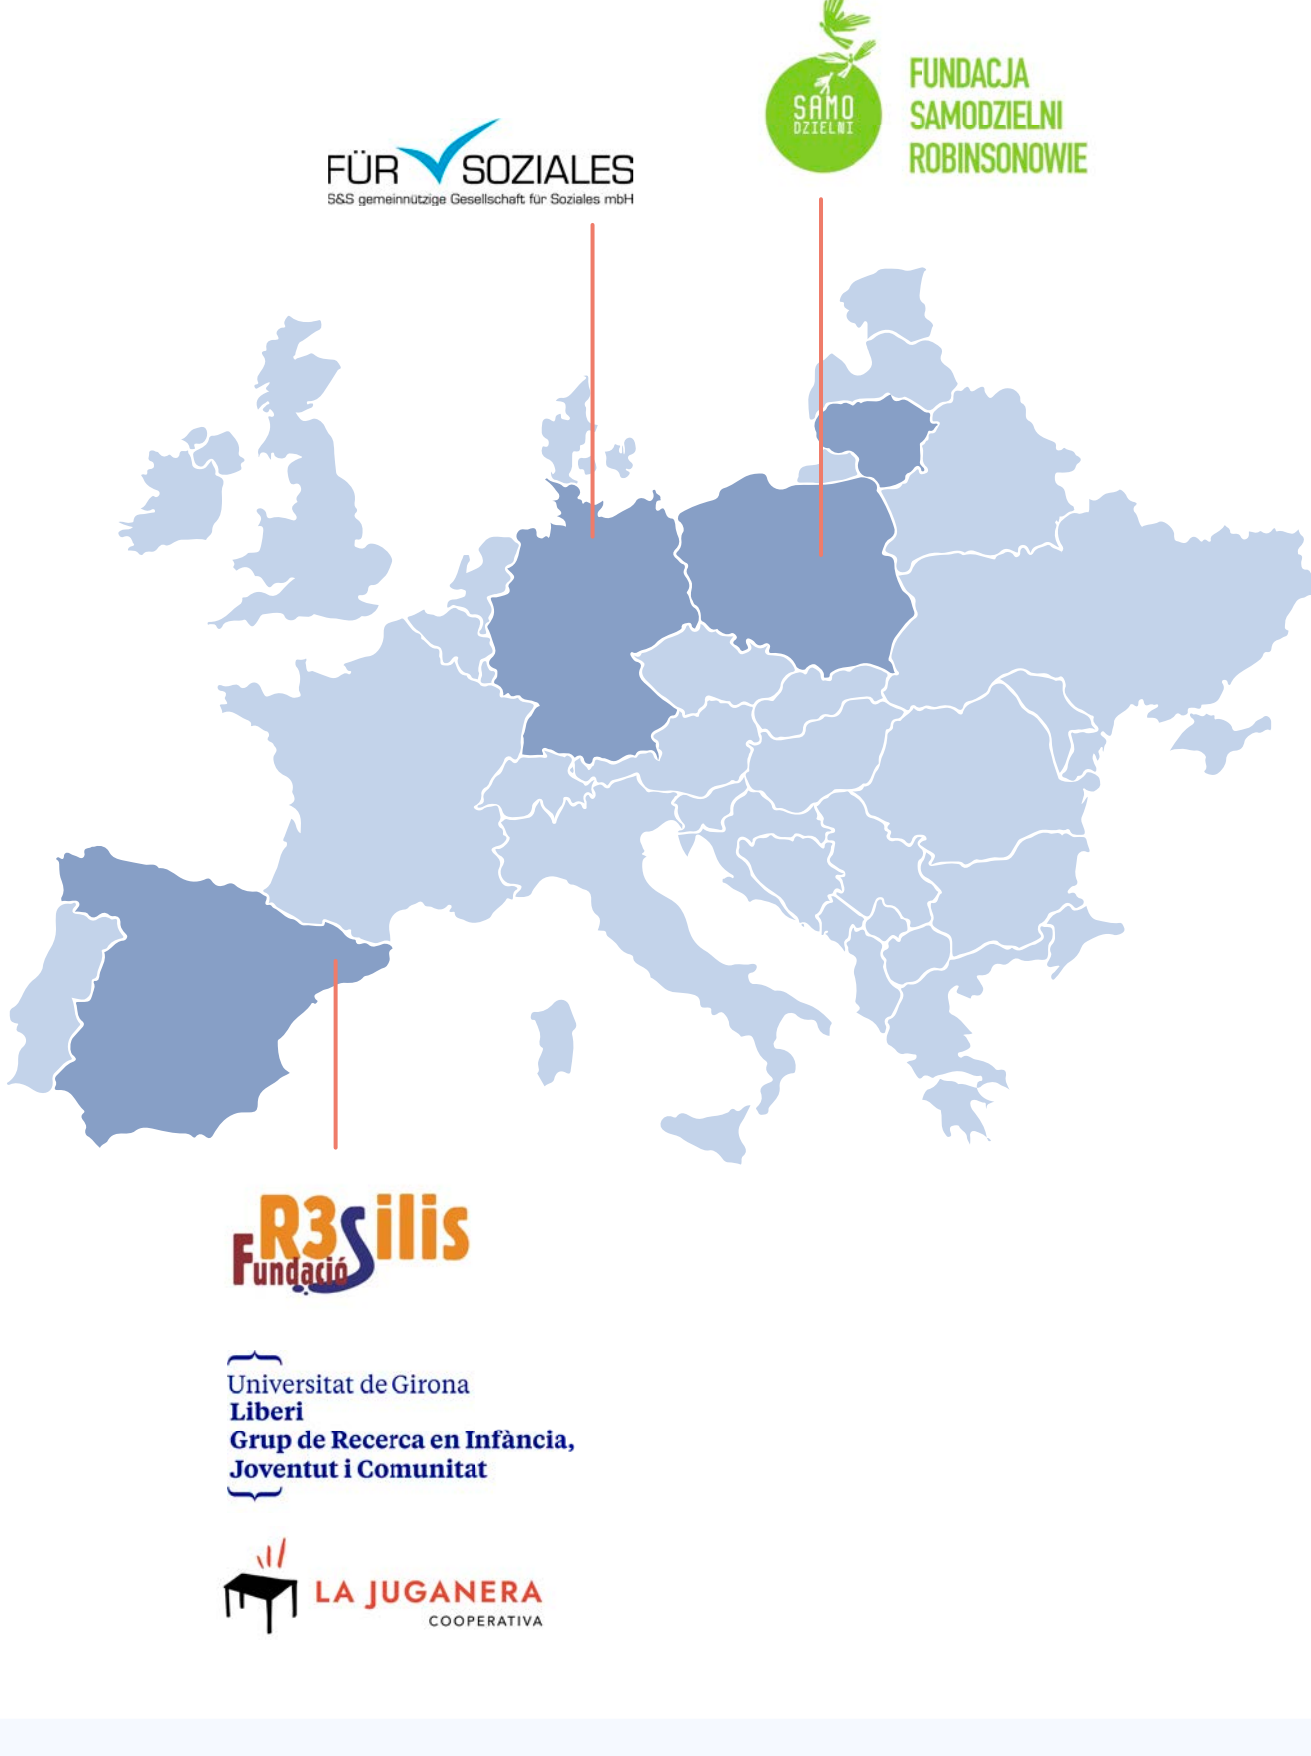 FUNDACJA
SAMODZIELNI
ROBINSONOWIE
SAMO
DZIELNI
FÜR SOZIALES
S&S gemeinnützige Gesellschaft für Soziales mbH
R3silis
Fundació
Universitat de Girona
Liberi
Grup de Recerca en Infància,
Joventut i Comunitat
LA JUGANERA
COOPERATIVA